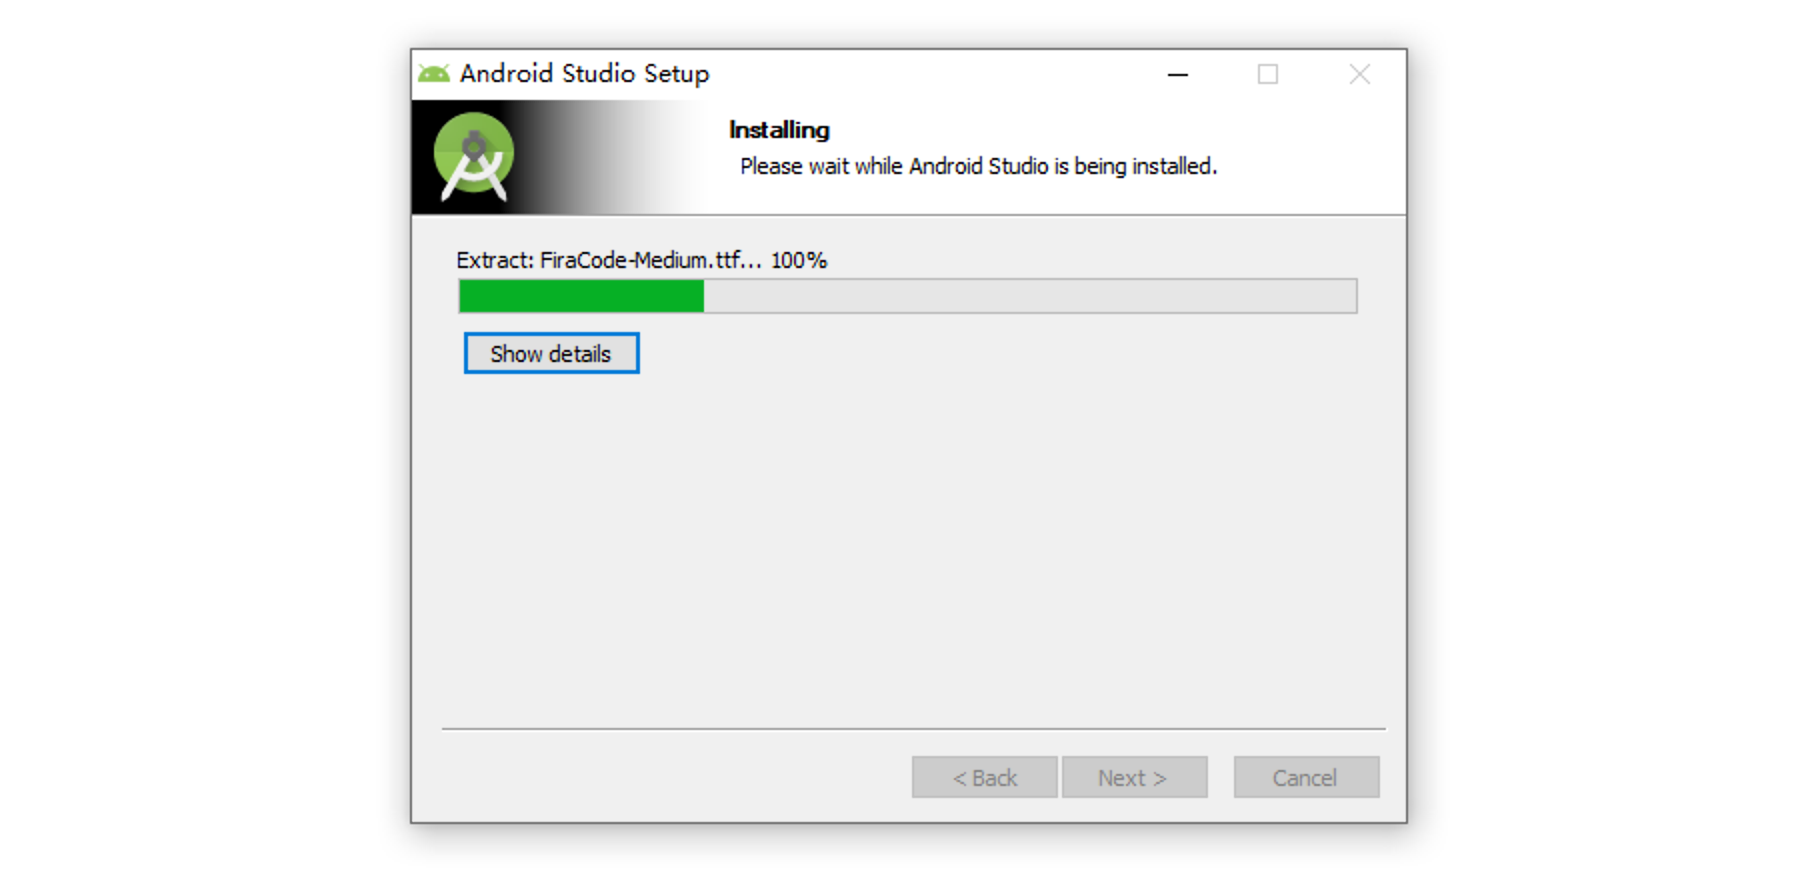 Android Studio Setup
Installing
Please wait while Android Studio is being installed.
Extract: FiraCode-Medium.ttf... 100%
Show details
< Back
Next >
Cancel